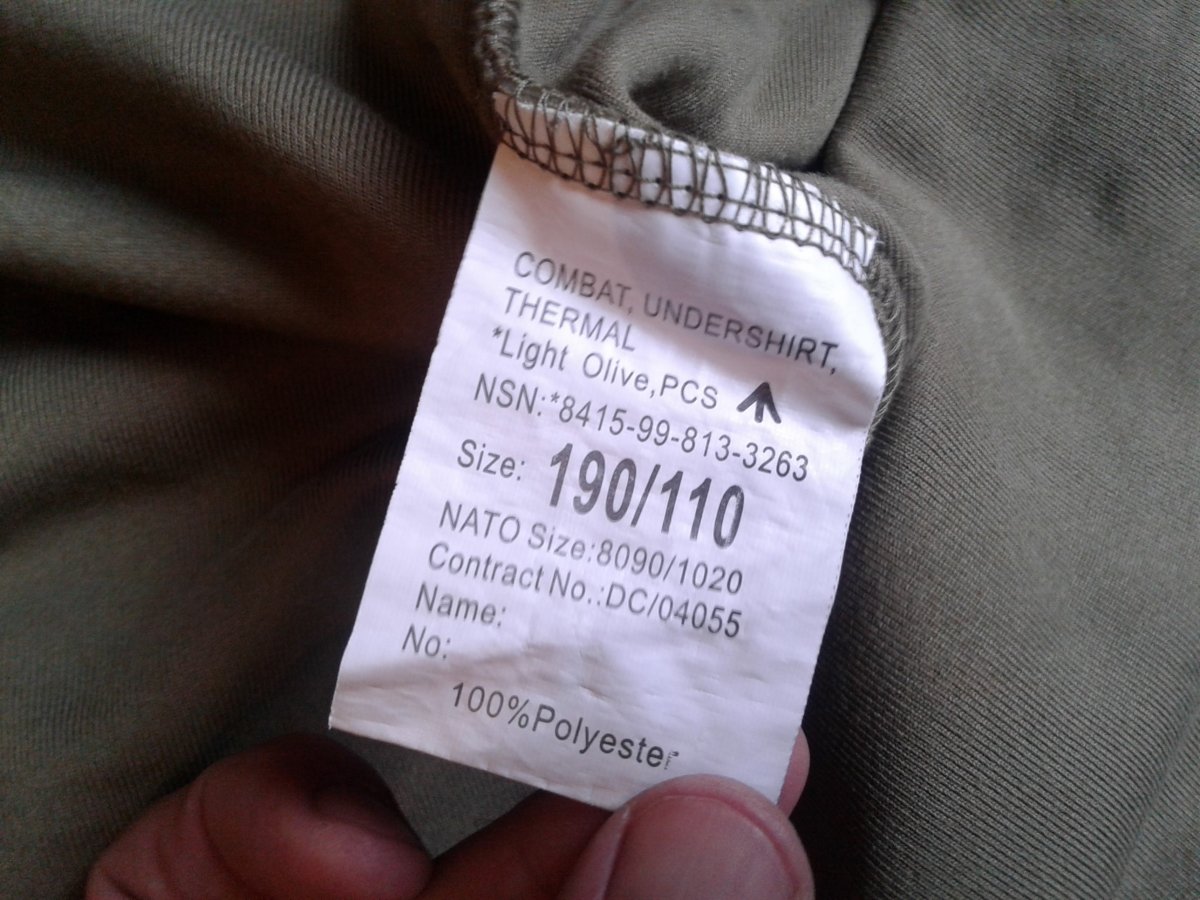 COMBAT, UNDERSHIRT,
THERMAL
*Light Olive,PCS
NSN:*8415-99-813-3263
Size: 190/110
NATO Size:8090/1020
Contract No.:DC/04055
Name:
No:
100%Polyester